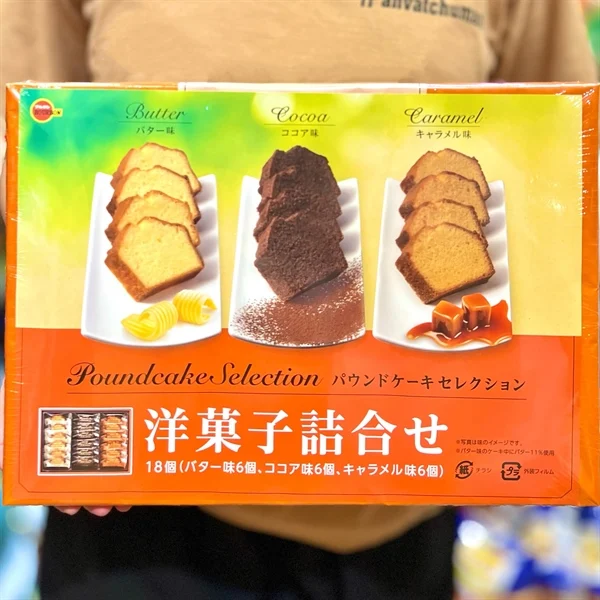 Butter
バター味
Cocoa
ココア味
Caramel
キャラメル味
Poundcake Selection パウンドケーキ セレクション
洋菓子詰合せ
18個(バター味6個、ココア味6個、キャラメル味6個)
※写真は味のイメージです。
※バター味のケーキ中にバター11%使用
紙 チラシ
プラ 外装フィルム